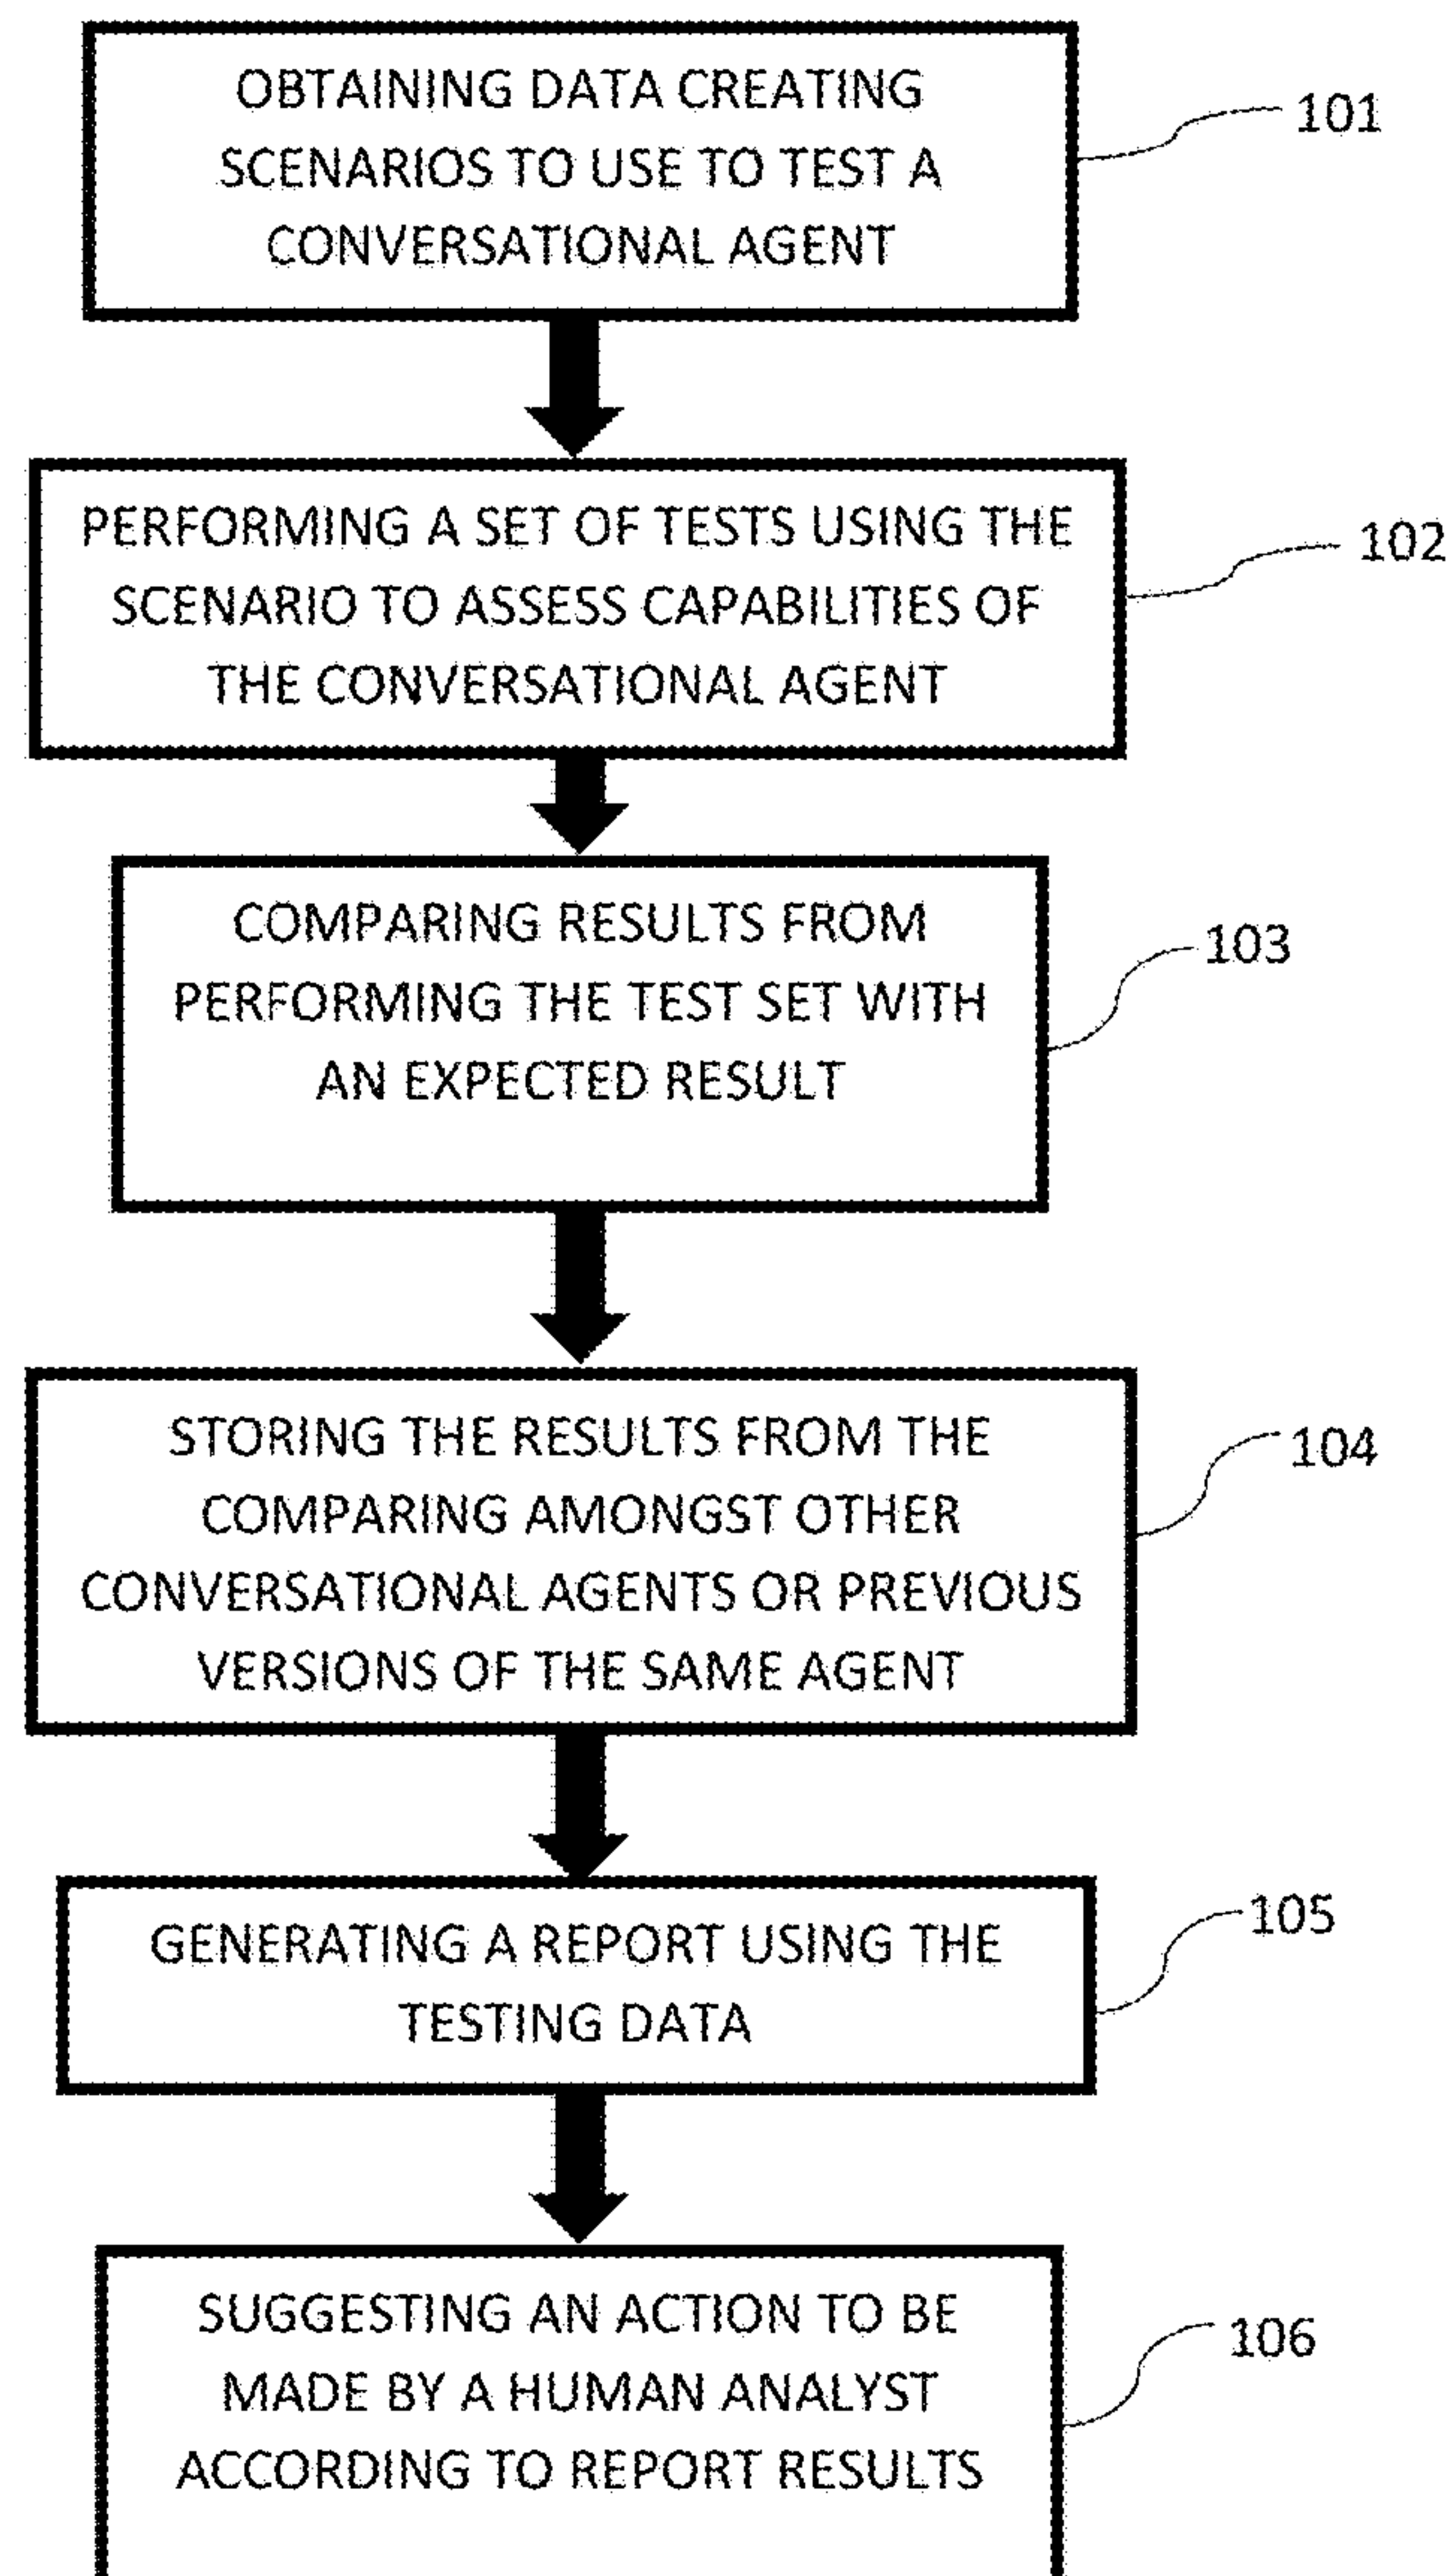 OBTAINING DATA CREATING
SCENARIOS TO USE TO TEST A
CONVERSATIONAL AGENT
101
PERFORMING A SET OF TESTS USING THE
SCENARIO TO ASSESS CAPABILITIES OF
THE CONVERSATIONAL AGENT
102
COMPARING RESULTS FROM
PERFORMING THE TEST SET WITH
AN EXPECTED RESULT
103
STORING THE RESULTS FROM THE
COMPARING AMONGST OTHER
CONVERSATIONAL AGENTS OR PREVIOUS
VERSIONS OF THE SAME AGENT
104
GENERATING A REPORT USING THE
TESTING DATA
105
SUGGESTING AN ACTION TO BE
MADE BY A HUMAN ANALYST
ACCORDING TO REPORT RESULTS
106